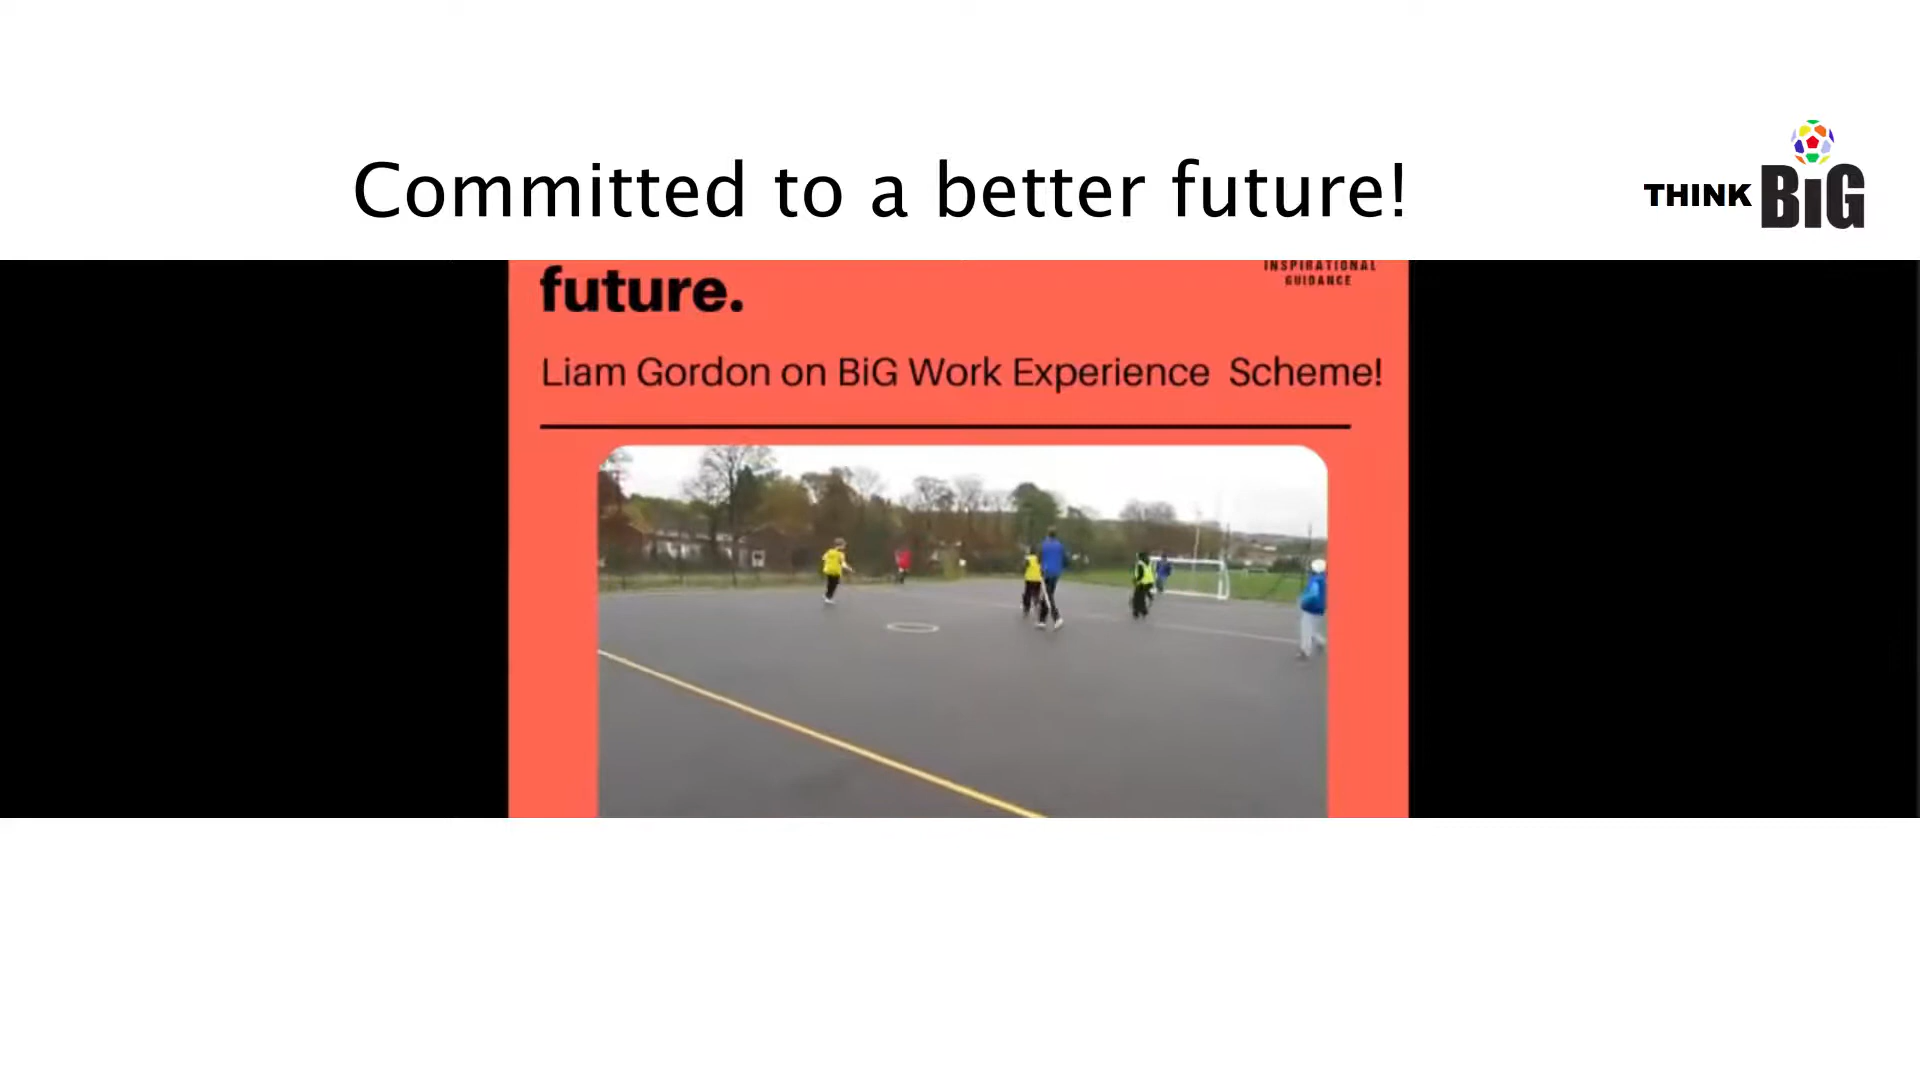 Committed to a better future!
THINK BiG
INSPIRATIONAL
GUIDANCE
future.
Liam Gordon on BiG Work Experience Scheme!